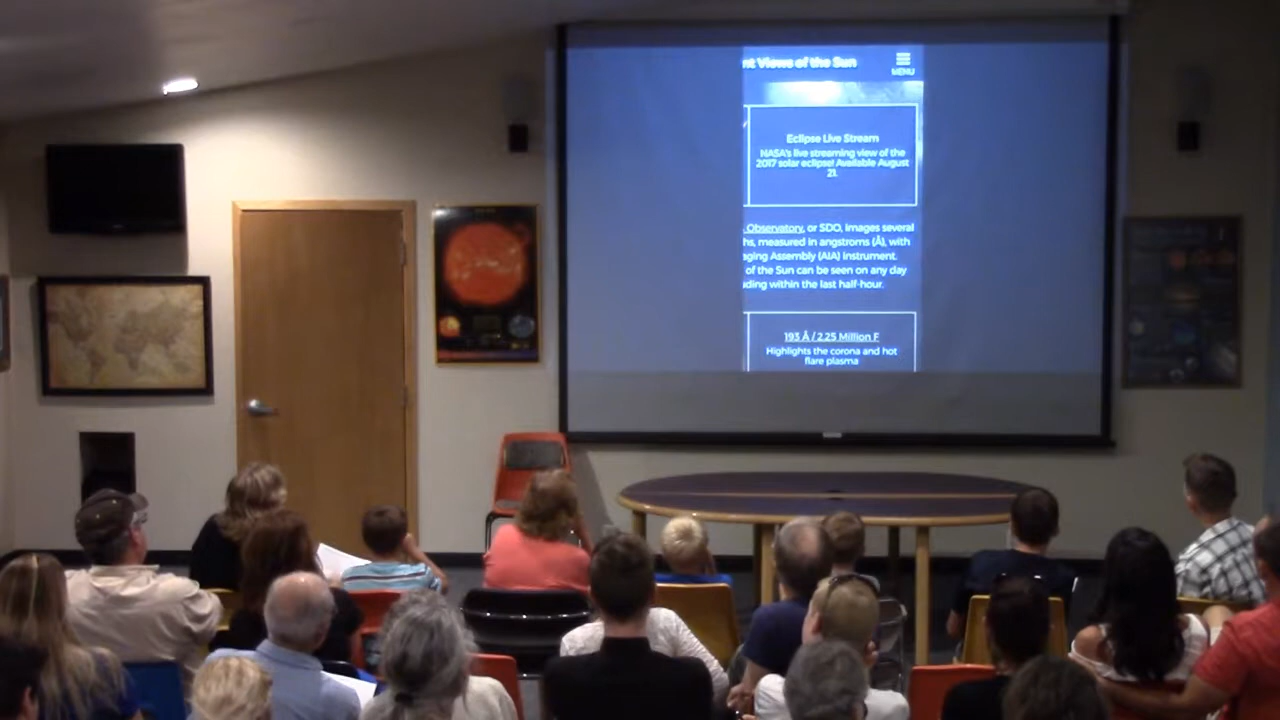 nt Views of the Sun
MENU
Eclipse Live Stream
NASA's live streaming view of the
2017 solar eclipse! Available August
21.
Observatory, or SDO, images several
hs, measured in angstroms (Å), with
aging Assembly (AIA) instrument.
of the Sun can be seen on any day
uding within the last half-hour.
193 Å / 2.25 Million F
Highlights the corona and hot
flare plasma